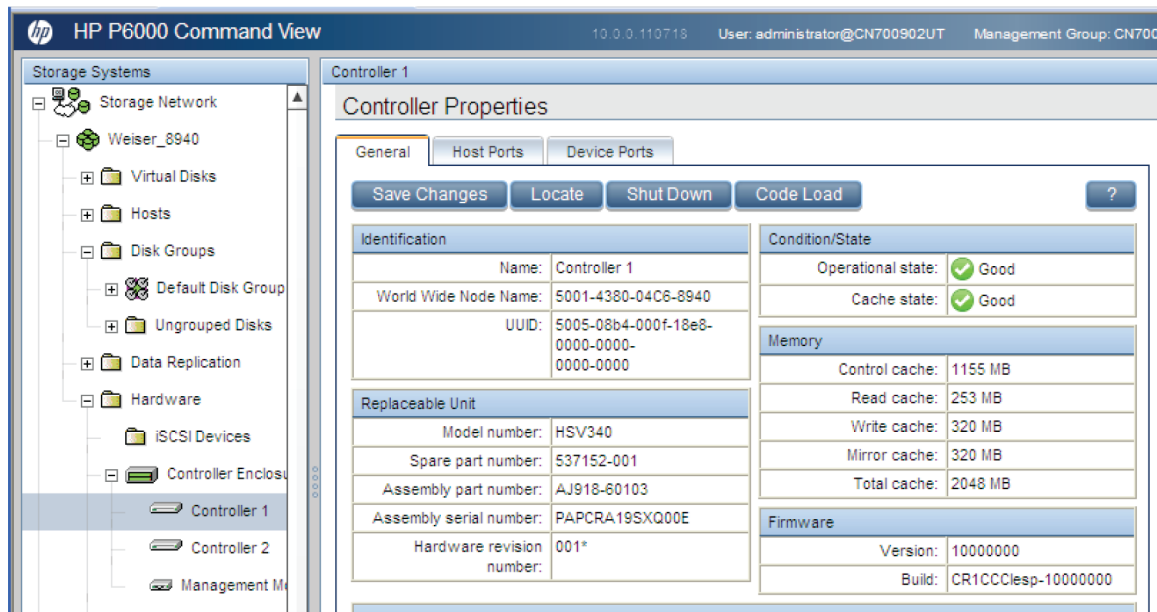 hp HP P6000 Command View 10.0.0.110718 User: administrator@CN700902UT Management Group: CN700
Storage Systems
Storage Network
Weiser_8940
Virtual Disks
Hosts
Disk Groups
Default Disk Group
Ungrouped Disks
Data Replication
Hardware
iSCSI Devices
Controller Enclosu
Controller 1
Controller 2
Management Mo
Controller 1
Controller Properties
General Host Ports Device Ports
Save Changes Locate Shut Down Code Load ?
Identification
Name: Controller 1
World Wide Node Name: 5001-4380-04C6-8940
UUID: 5005-08b4-000f-18e8-
0000-0000-
0000-0000
Replaceable Unit
Model number: HSV340
Spare part number: 537152-001
Assembly part number: AJ918-60103
Assembly serial number: PAPCRA19SXQ00E
Hardware revision 001*
number:
Condition/State
Operational state: Good
Cache state: Good
Memory
Control cache: 1155 MB
Read cache: 253 MB
Write cache: 320 MB
Mirror cache: 320 MB
Total cache: 2048 MB
Firmware
Version: 10000000
Build: CR1CCClesp-10000000